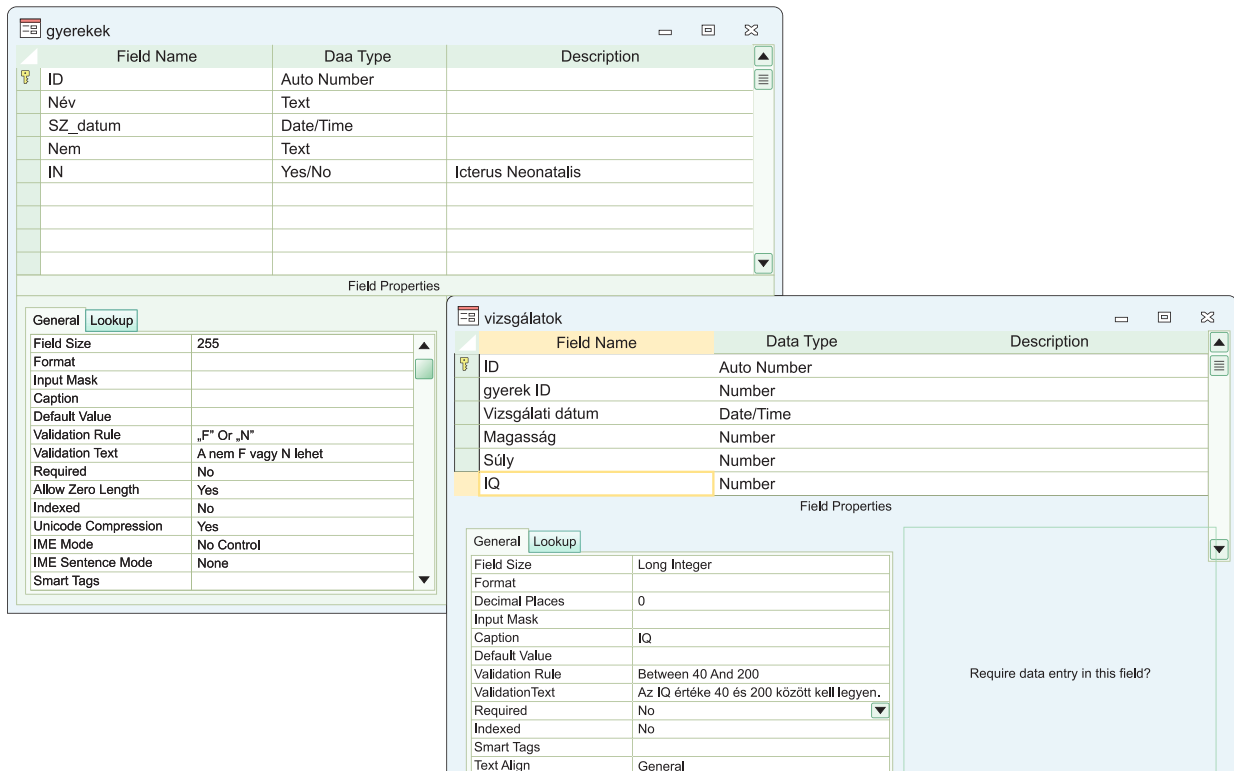 gyerekek
Field Name Daa Type Description
ID Auto Number
Név Text
SZ_datum Date/Time
Nem Text
IN Yes/No Icterus Neonatalis
Field Properties
General Lookup
Field Size 255
Format
Input Mask
Caption
Default Value
Validation Rule „F” Or „N”
Validation Text A nem F vagy N lehet
Required No
Allow Zero Length Yes
Indexed No
Unicode Compression Yes
IME Mode No Control
IME Sentence Mode None
Smart Tags
vizsgálatok
Field Name Data Type Description
ID Auto Number
gyerek ID Number
Vizsgálati dátum Date/Time
Magasság Number
Súly Number
IQ Number
Field Properties
General Lookup
Field Size Long Integer
Format
Decimal Places 0
Input Mask
Caption IQ
Default Value
Validation Rule Between 40 And 200
ValidationText Az IQ értéke 40 és 200 között kell legyen.
Required No
Indexed No
Smart Tags
Text Align General
Require data entry in this field?